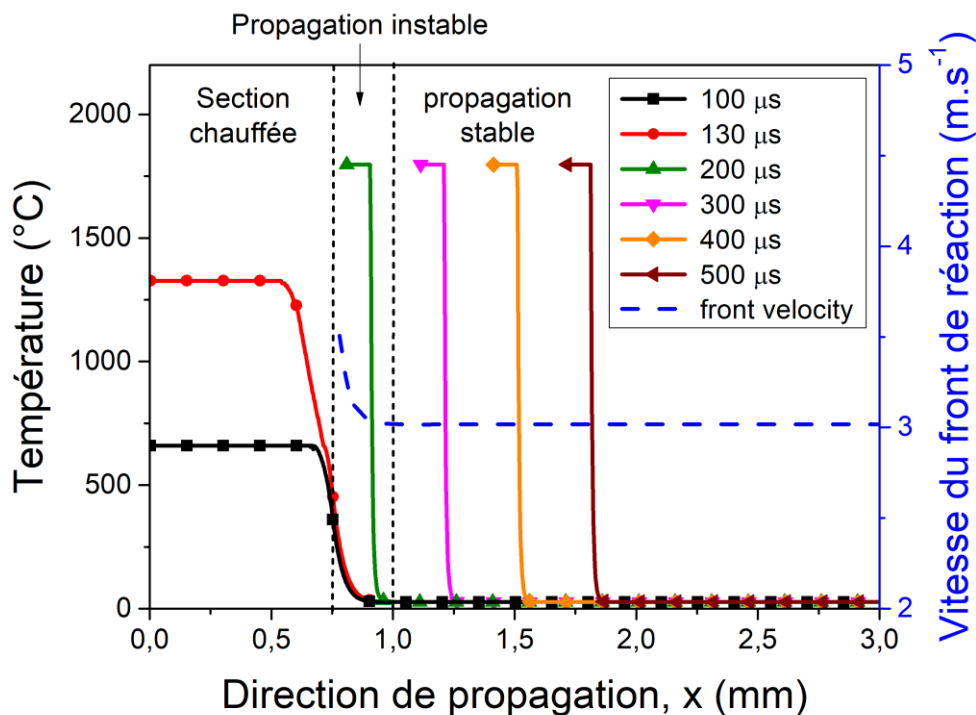 Propagation instable
Section
chauffée
propagation
stable
100 μs
130 μs
200 μs
300 μs
400 μs
500 μs
front velocity
Température (°C)
2000
1500
1000
500
0
Vitesse du front de réaction (m.s⁻¹)
5
4
3
2
0,0 0,5 1,0 1,5 2,0 2,5 3,0
Direction de propagation, x (mm)